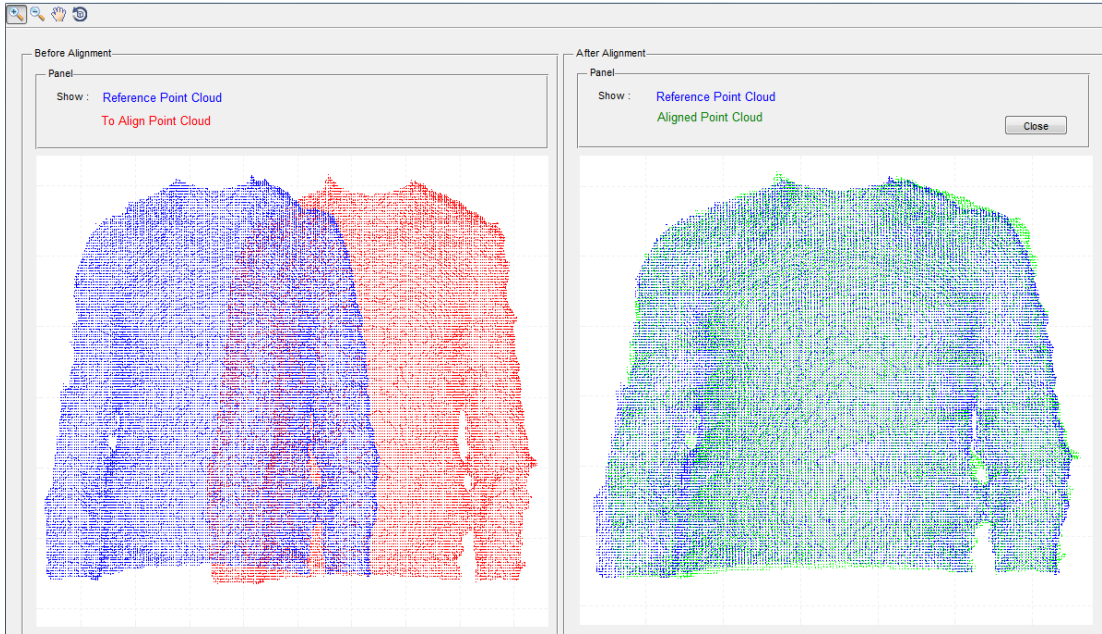 Before Alignment
Panel
Show : Reference Point Cloud
To Align Point Cloud
After Alignment
Panel
Show : Reference Point Cloud
Aligned Point Cloud
Close